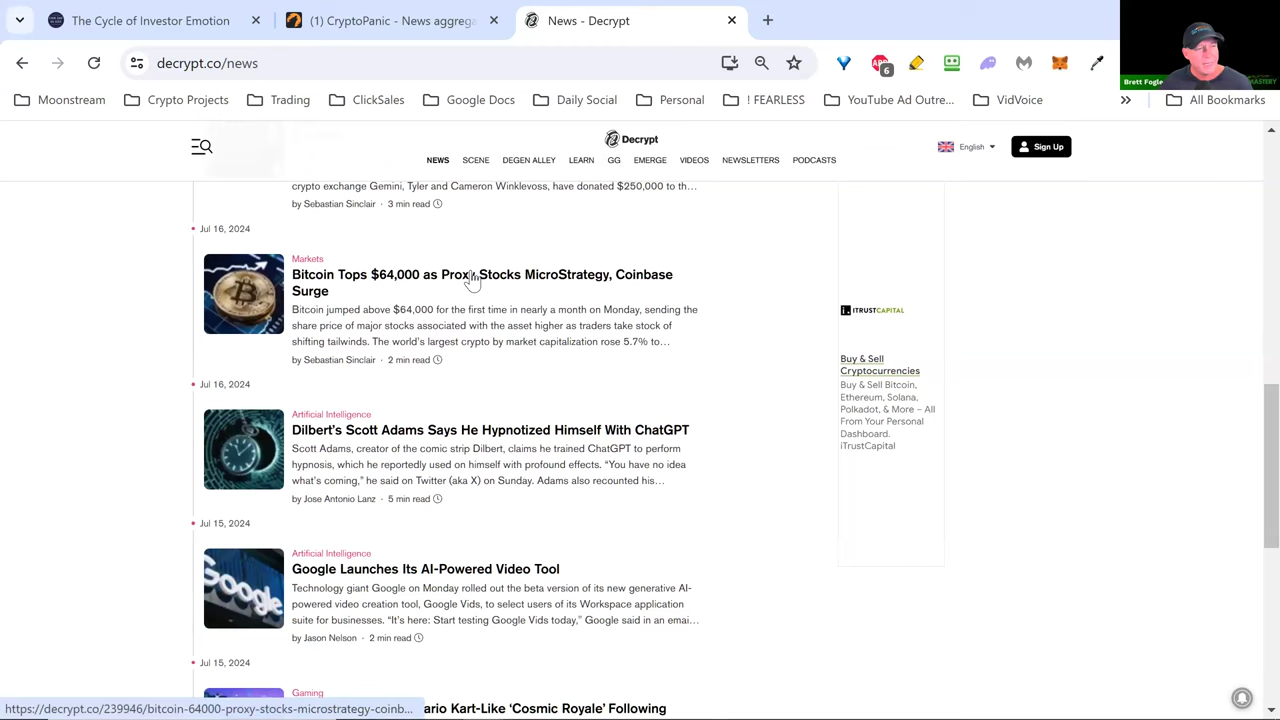 The Cycle of Investor Emotion
(1) CryptoPanic - News aggreg
News - Decrypt
decrypt.co/news
6
Brett Fogle
MASTERY
Moonstream
Crypto Projects
Trading
ClickSales
Google Docs
Daily Social
Personal
! FEARLESS
YouTube Ad Outre...
VidVoice
All Bookmarks
Decrypt
English
Sign Up
NEWS
SCENE
DEGEN ALLEY
LEARN
GG
EMERGE
VIDEOS
NEWSLETTERS
PODCASTS
crypto exchange Gemini, Tyler and Cameron Winklevoss, have donated $250,000 to th...
by Sebastian Sinclair · 3 min read
Jul 16, 2024
Markets
Bitcoin Tops $64,000 as Proxy Stocks MicroStrategy, Coinbase
Surge
Bitcoin jumped above $64,000 for the first time in nearly a month on Monday, sending the
share price of major stocks associated with the asset higher as traders take stock of
shifting tailwinds. The world's largest crypto by market capitalization rose 5.7% to...
by Sebastian Sinclair · 2 min read
Jul 16, 2024
Artificial Intelligence
Dilbert's Scott Adams Says He Hypnotized Himself With ChatGPT
Scott Adams, creator of the comic strip Dilbert, claims he trained ChatGPT to perform
hypnosis, which he reportedly used on himself with profound effects. "You have no idea
what's coming," he said on Twitter (aka X) on Sunday. Adams also recounted his...
by Jose Antonio Lanz · 5 min read
Jul 15, 2024
Artificial Intelligence
Google Launches Its AI-Powered Video Tool
Technology giant Google on Monday rolled out the beta version of its new generative AI-
powered video creation tool, Google Vids, to select users of its Workspace application
suite for businesses. "It's here: Start testing Google Vids today," Google said in an emai...
by Jason Nelson · 2 min read
Jul 15, 2024
Gaming
ario Kart-Like 'Cosmic Royale' Following
iTRUSTCAPITAL
Buy & Sell
Cryptocurrencies
Buy & Sell Bitcoin,
Ethereum, Solana,
Polkadot, & More – All
From Your Personal
Dashboard.
iTrustCapital
https://decrypt.co/239946/bitcoin-64000-proxy-stocks-microstrategy-coinb...